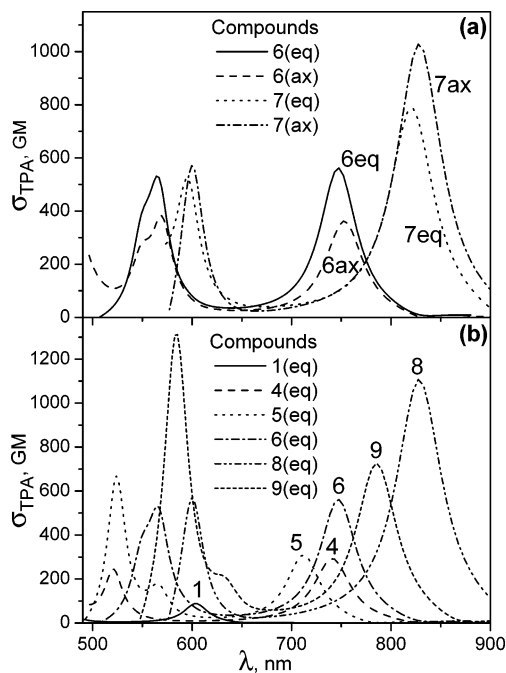 (a)
Compounds
6(eq)
6(ax)
7(eq)
7(ax)
1000
800
600
400
200
0
σTPA, GM
6eq
6ax
7ax
7eq
(b)
Compounds
1(eq)
4(eq)
5(eq)
6(eq)
8(eq)
9(eq)
1200
1000
800
600
400
200
0
σTPA, GM
1
5
6
4
9
8
500 600 700 800 900
λ, nm